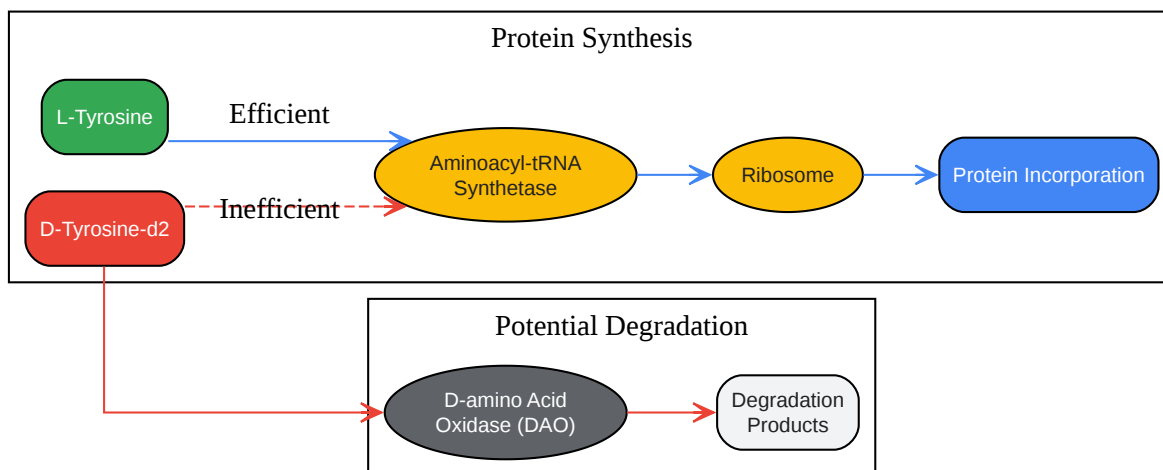 Protein Synthesis
L-Tyrosine
Efficient
Aminoacyl-tRNA
Synthetase
Ribosome
Protein Incorporation
D-Tyrosine-d2
Inefficient
Potential Degradation
D-amino Acid
Oxidase (DAO)
Degradation
Products